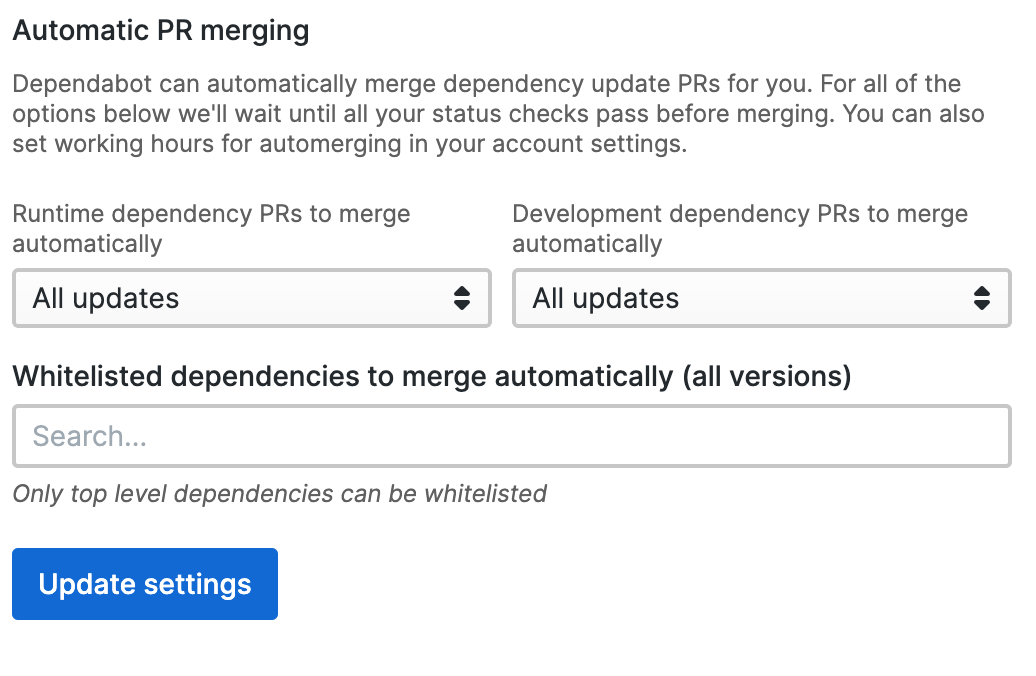 Automatic PR merging
Dependabot can automatically merge dependency update PRs for you. For all of the
options below we'll wait until all your status checks pass before merging. You can also
set working hours for automerging in your account settings.
Runtime dependency PRs to merge
automatically
All updates
Development dependency PRs to merge
automatically
All updates
Whitelisted dependencies to merge automatically (all versions)
Search...
Only top level dependencies can be whitelisted
Update settings